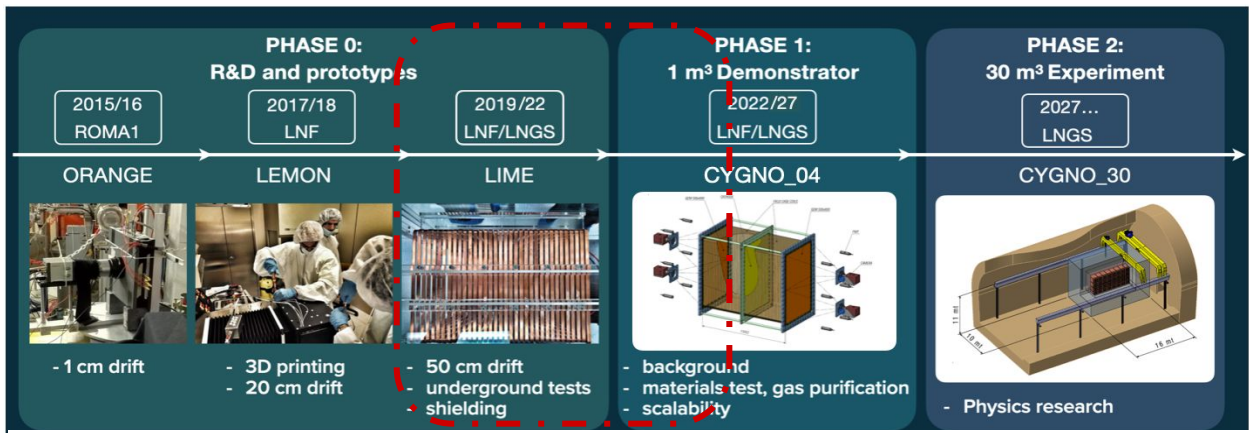 PHASE 0:
R&D and prototypes
2015/16
ROMA1
ORANGE
- 1 cm drift
2017/18
LNF
LEMON
- 3D printing
- 20 cm drift
2019/22
LNF/LNGS
LIME
- 50 cm drift
- underground tests
- shielding
PHASE 1:
1 m³ Demonstrator
2022/27
LNF/LNGS
CYGNO_04
- background
- materials test, gas purification
- scalability
PHASE 2:
30 m³ Experiment
2027...
LNGS
CYGNO_30
11 mt
10 mt
16 mt
- Physics research